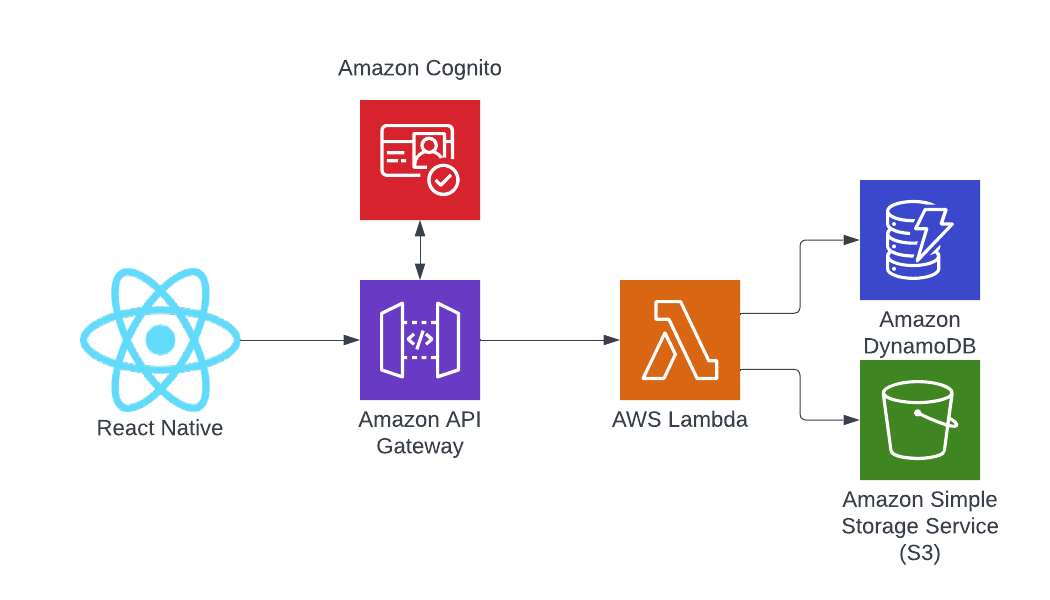 Amazon Cognito
</>
React Native
Amazon API
Gateway
AWS Lambda
Amazon
DynamoDB
Amazon Simple
Storage Service
(S3)